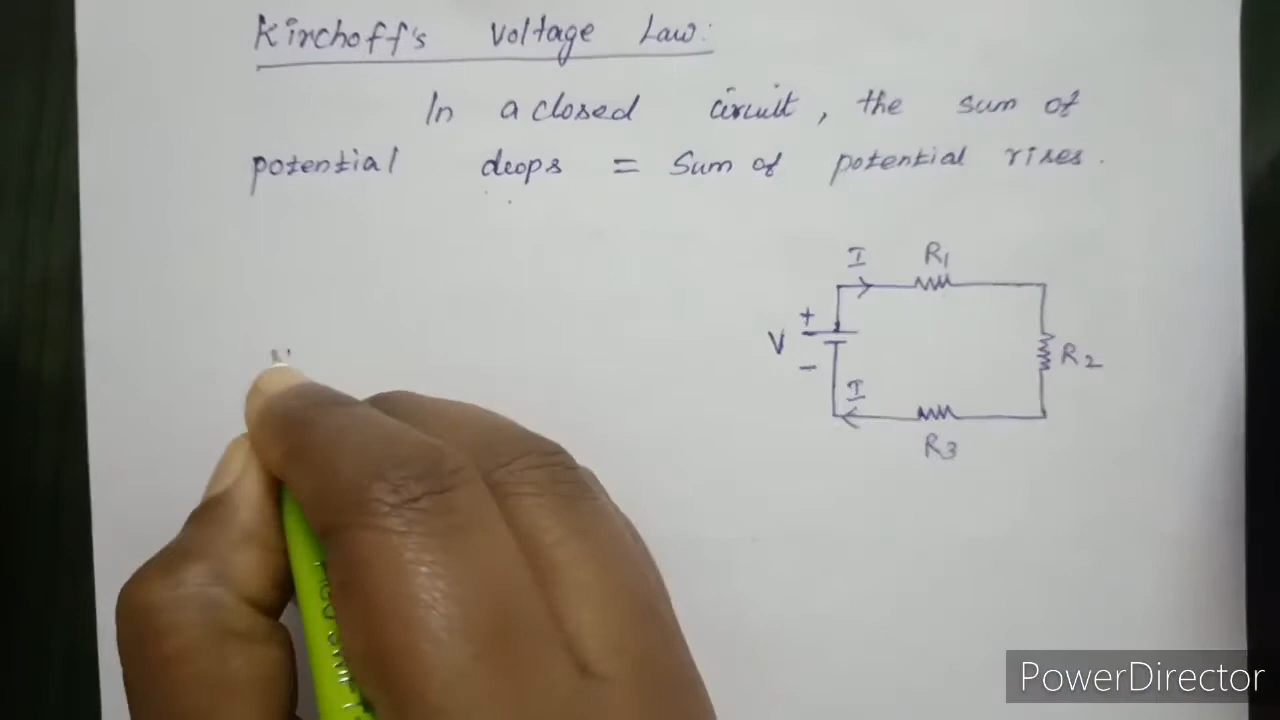 Kirchoff's Voltage Law:
In a closed circuit, the sum of
potential drops = Sum of potential rises.
I R1
+
V
-
R2
I
R3
PowerDirector